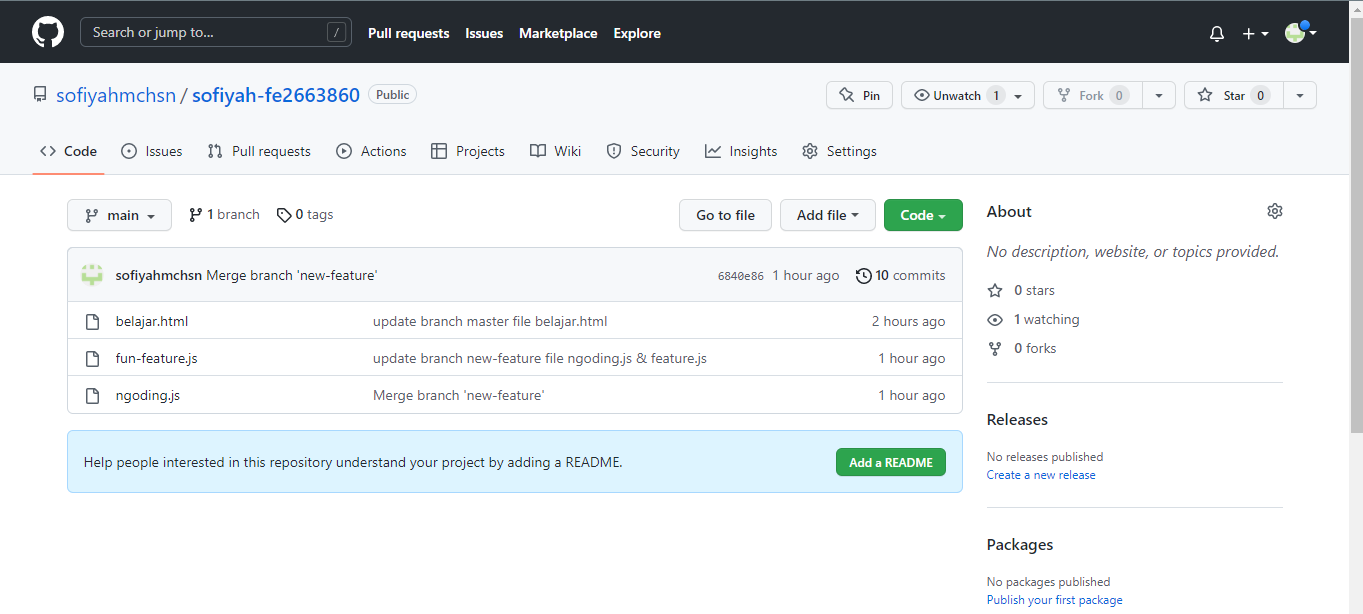 Search or jump to... / Pull requests Issues Marketplace Explore
sofiyahmchsn / sofiyah-fe2663860 Public Pin Unwatch 1 Fork 0 Star 0
Code Issues Pull requests Actions Projects Wiki Security Insights Settings
main 1 branch 0 tags Go to file Add file Code
sofiyahmchsn Merge branch 'new-feature' 6840e86 1 hour ago 10 commits
belajar.html update branch master file belajar.html 2 hours ago
fun-feature.js update branch new-feature file ngoding.js & feature.js 1 hour ago
ngoding.js Merge branch 'new-feature' 1 hour ago
Help people interested in this repository understand your project by adding a README. Add a README
About
No description, website, or topics provided.
0 stars
1 watching
0 forks
Releases
No releases published
Create a new release
Packages
No packages published
Publish your first package